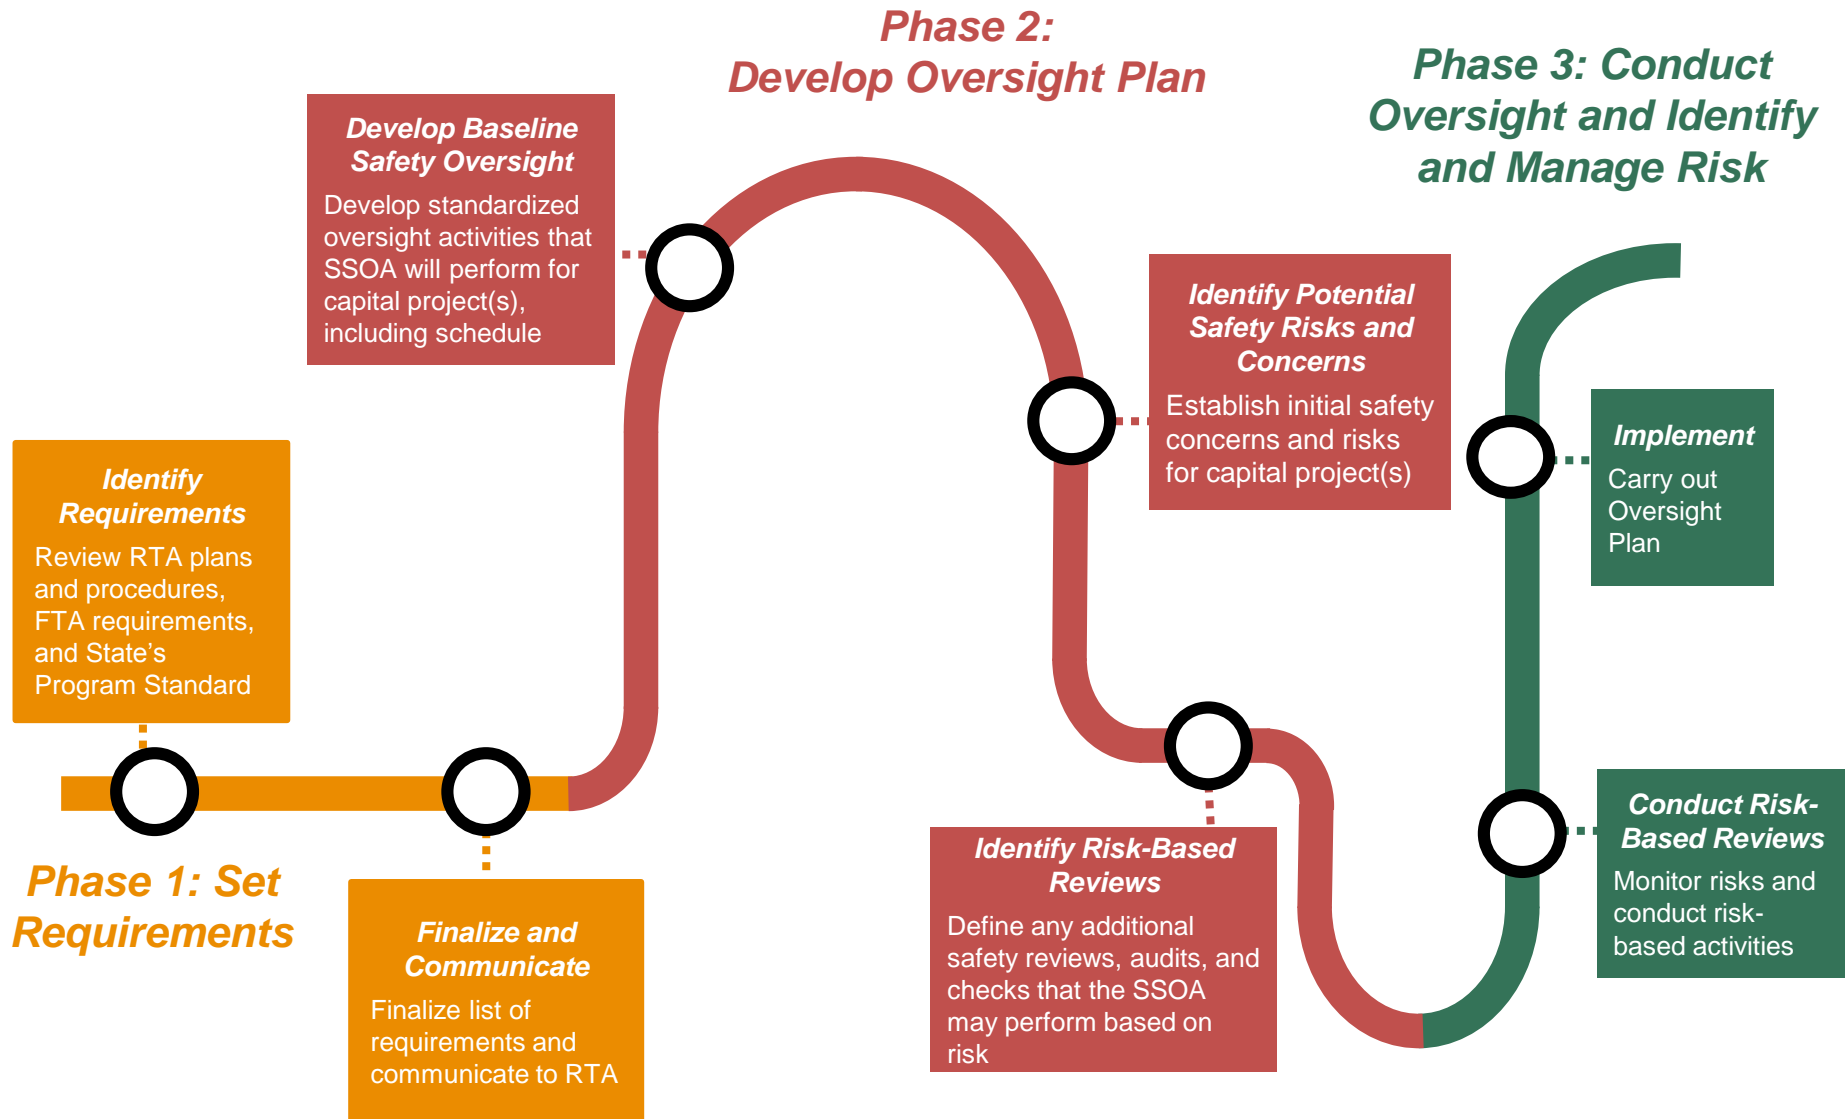 Phase 2:
Develop Oversight Plan
Phase 3: Conduct
Oversight and Identify
and Manage Risk
Develop Baseline
Safety Oversight
Develop standardized
oversight activities that
SSOA will perform for
capital project(s),
including schedule
Identify Potential
Safety Risks and
Concerns
Establish initial safety
concerns and risks
for capital project(s)
Implement
Carry out
Oversight
Plan
Identify
Requirements
Review RTA plans
and procedures,
FTA requirements,
and State’s
Program Standard
Phase 1: Set
Requirements
Finalize and
Communicate
Finalize list of
requirements and
communicate to RTA
Identify Risk-Based
Reviews
Define any additional
safety reviews, audits, and
checks that the SSOA
may perform based on
risk
Conduct Risk-
Based Reviews
Monitor risks and
conduct risk-
based activities